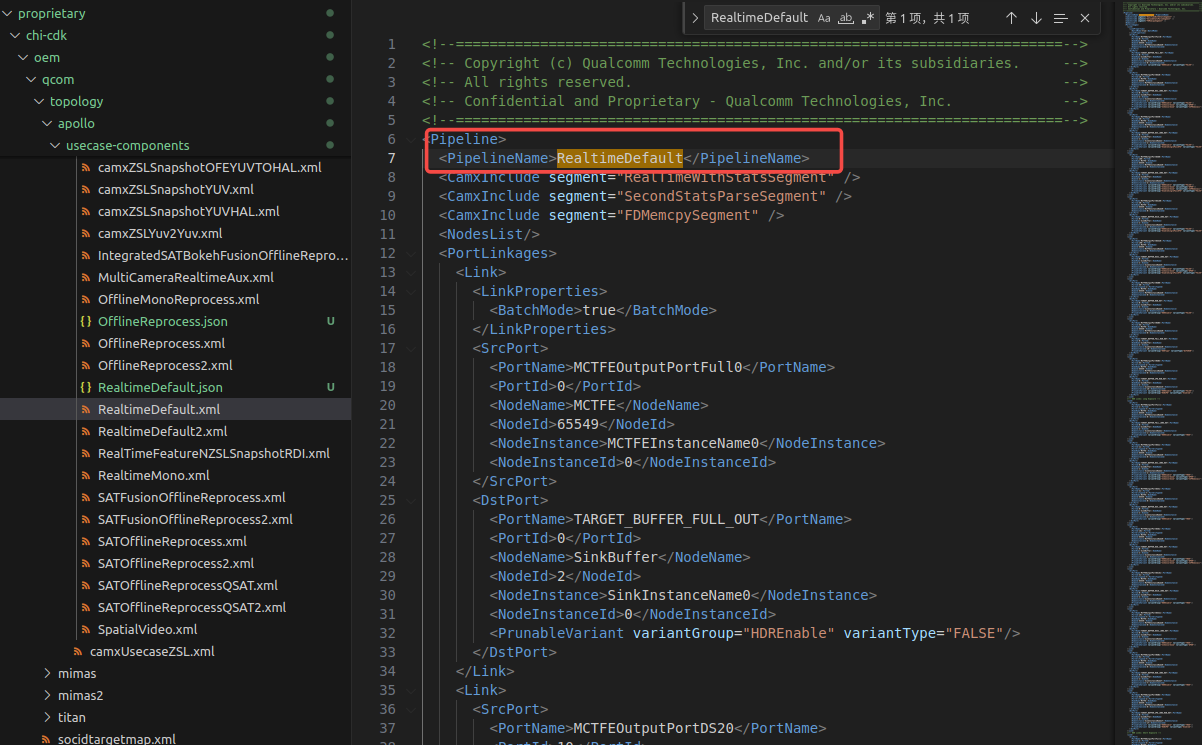 proprietary
chi-cdk
oem
qcom
topology
apollo
usecase-components
camxZSLSnapshotOFEYUVTOHAL.xml
camxZSLSnapshotYUV.xml
camxZSLSnapshotYUVHAL.xml
camxZSLYuv2Yuv.xml
IntegratedSATBokehFusionOfflineRepro...
MultiCameraRealtimeAux.xml
OfflineMonoReprocess.xml
{} OfflineReprocess.json U
OfflineReprocess.xml
OfflineReprocess2.xml
{} RealtimeDefault.json U
RealtimeDefault.xml
RealtimeDefault2.xml
RealTimeFeatureNZSLSnapshotRDI.xml
RealtimeMono.xml
SATFusionOfflineReprocess.xml
SATFusionOfflineReprocess2.xml
SATOfflineReprocess.xml
SATOfflineReprocess2.xml
SATOfflineReprocessQSAT.xml
SATOfflineReprocessQSAT2.xml
SpatialVideo.xml
camxUsecaseZSL.xml
mimas
mimas2
titan
socidtargetmap.xml
RealtimeDefault Aa ab .* 第 1 项，共 1 项
1 <!--=========================================================================-->
2 <!-- Copyright (c) Qualcomm Technologies, Inc. and/or its subsidiaries. -->
3 <!-- All rights reserved. -->
4 <!-- Confidential and Proprietary - Qualcomm Technologies, Inc. -->
5 <!--=========================================================================-->
6 <Pipeline>
7 <PipelineName>RealtimeDefault</PipelineName>
8 <CamxInclude segment="RealTimeWithStatsSegment" />
9 <CamxInclude segment="SecondStatsParseSegment" />
10 <CamxInclude segment="FDMemcpySegment" />
11 <NodesList/>
12 <PortLinkages>
13 <Link>
14 <LinkProperties>
15 <BatchMode>true</BatchMode>
16 </LinkProperties>
17 <SrcPort>
18 <PortName>MCTFEOutputPortFull0</PortName>
19 <PortId>0</PortId>
20 <NodeName>MCTFE</NodeName>
21 <NodeId>65549</NodeId>
22 <NodeInstance>MCTFEInstanceName0</NodeInstance>
23 <NodeInstanceId>0</NodeInstanceId>
24 </SrcPort>
25 <DstPort>
26 <PortName>TARGET_BUFFER_FULL_OUT</PortName>
27 <PortId>0</PortId>
28 <NodeName>SinkBuffer</NodeName>
29 <NodeId>2</NodeId>
30 <NodeInstance>SinkInstanceName0</NodeInstance>
31 <NodeInstanceId>0</NodeInstanceId>
32 <PrunableVariant variantGroup="HDREnable" variantType="FALSE"/>
33 </DstPort>
34 </Link>
35 <Link>
36 <SrcPort>
37 <PortName>MCTFEOutputPortDS20</PortName>